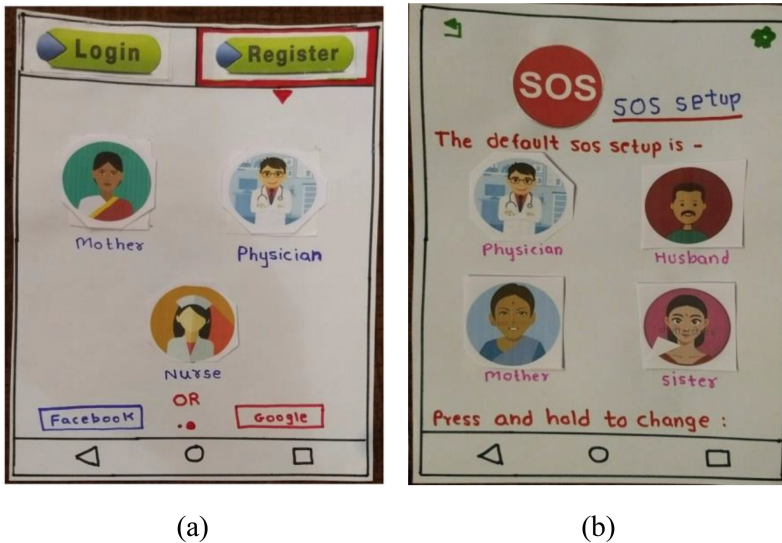 Login Register
Mother Physician
Nurse
OR
Facebook Google
(a)
SOS SOS setup
The default sos setup is -
Physician Husband
Mother sister
Press and hold to change :
(b)